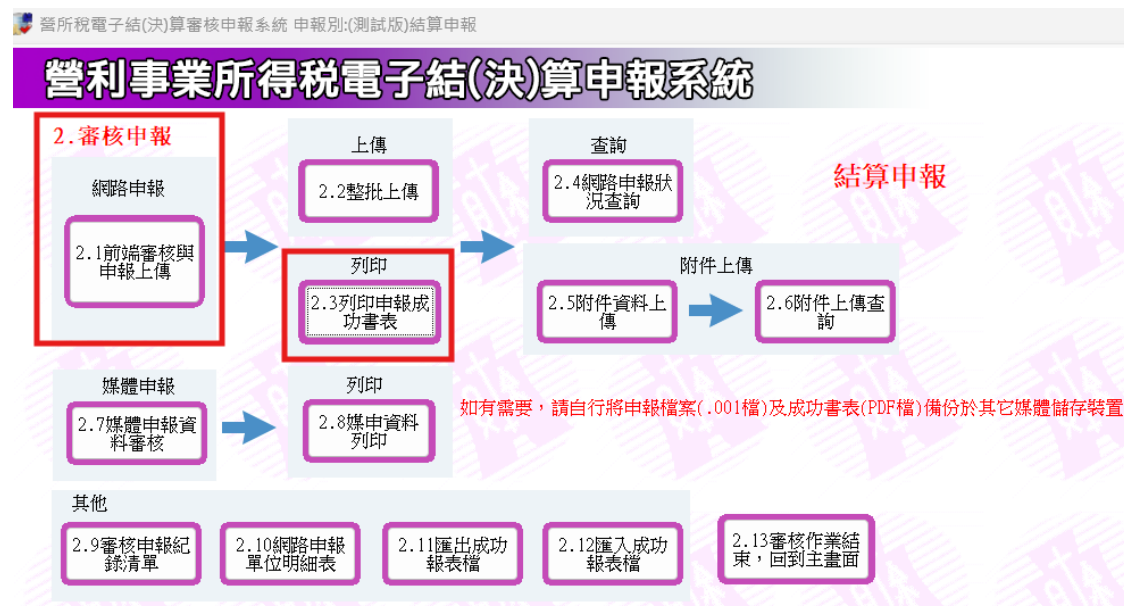 營所稅電子結(決)算審核申報系統 申報別:(測試版)結算申報
營利事業所得稅電子結(決)算申報系統
2.審核申報
網路申報
2.1前端審核與
申報上傳
上傳
2.2整批上傳
列印
2.3列印申報成
功書表
查詢
2.4網路申報狀
況查詢
結算申報
附件上傳
2.5附件資料上
傳
2.6附件上傳查
詢
媒體申報
2.7媒體申報資
料審核
列印
2.8媒申資料
列印
如有需要，請自行將申報檔案(.001檔)及成功書表(PDF檔)備份於其它媒體儲存裝置
其他
2.9審核申報紀
錄清單
2.10網路申報
單位明細表
2.11匯出成功
報表檔
2.12匯入成功
報表檔
2.13審核作業結
束，回到主畫面